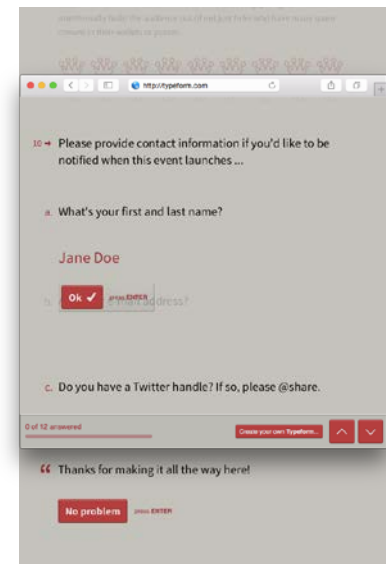 intentionally
http://typeform.com
10 → Please provide contact information if you'd like to be
notified when this event launches ...
a. What's your first and last name?
Jane Doe
Ok ✓ press ENTER
b. mail address?
c. Do you have a Twitter handle? If so, please @share.
0 of 12 answered
Create your own Typeform...
“ Thanks for making it all the way here!
No problem press ENTER